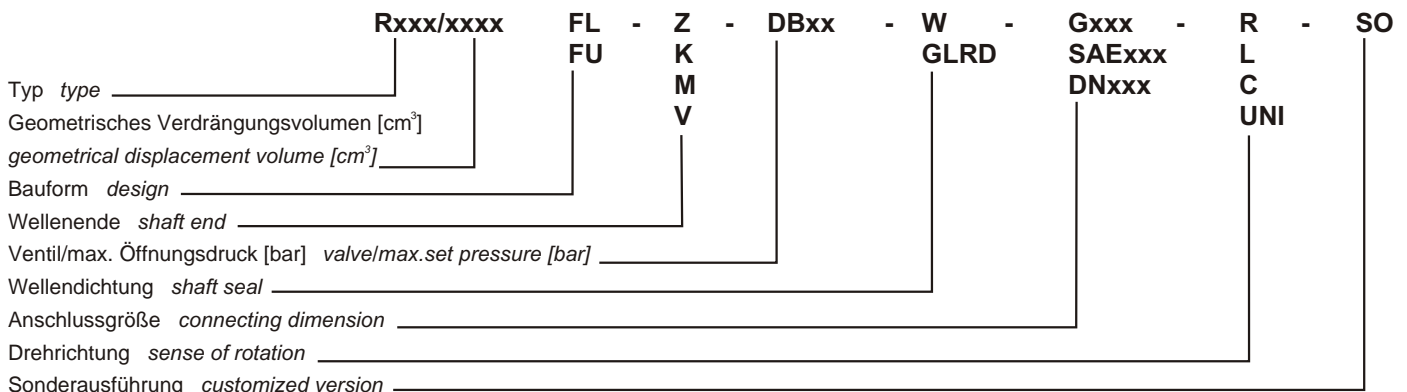 Rxxx/xxxx FL - Z - DBxx - W - Gxxx - R - SO
FU K GLRD SAExxx L
M DNxxx C
V UNI
Typ type
Geometrisches Verdrängungsvolumen [cm³]
geometrical displacement volume [cm³]
Bauform design
Wellenende shaft end
Ventil/max. Öffnungsdruck [bar] valve/max.set pressure [bar]
Wellendichtung shaft seal
Anschlussgröße connecting dimension
Drehrichtung sense of rotation
Sonderausführung customized version